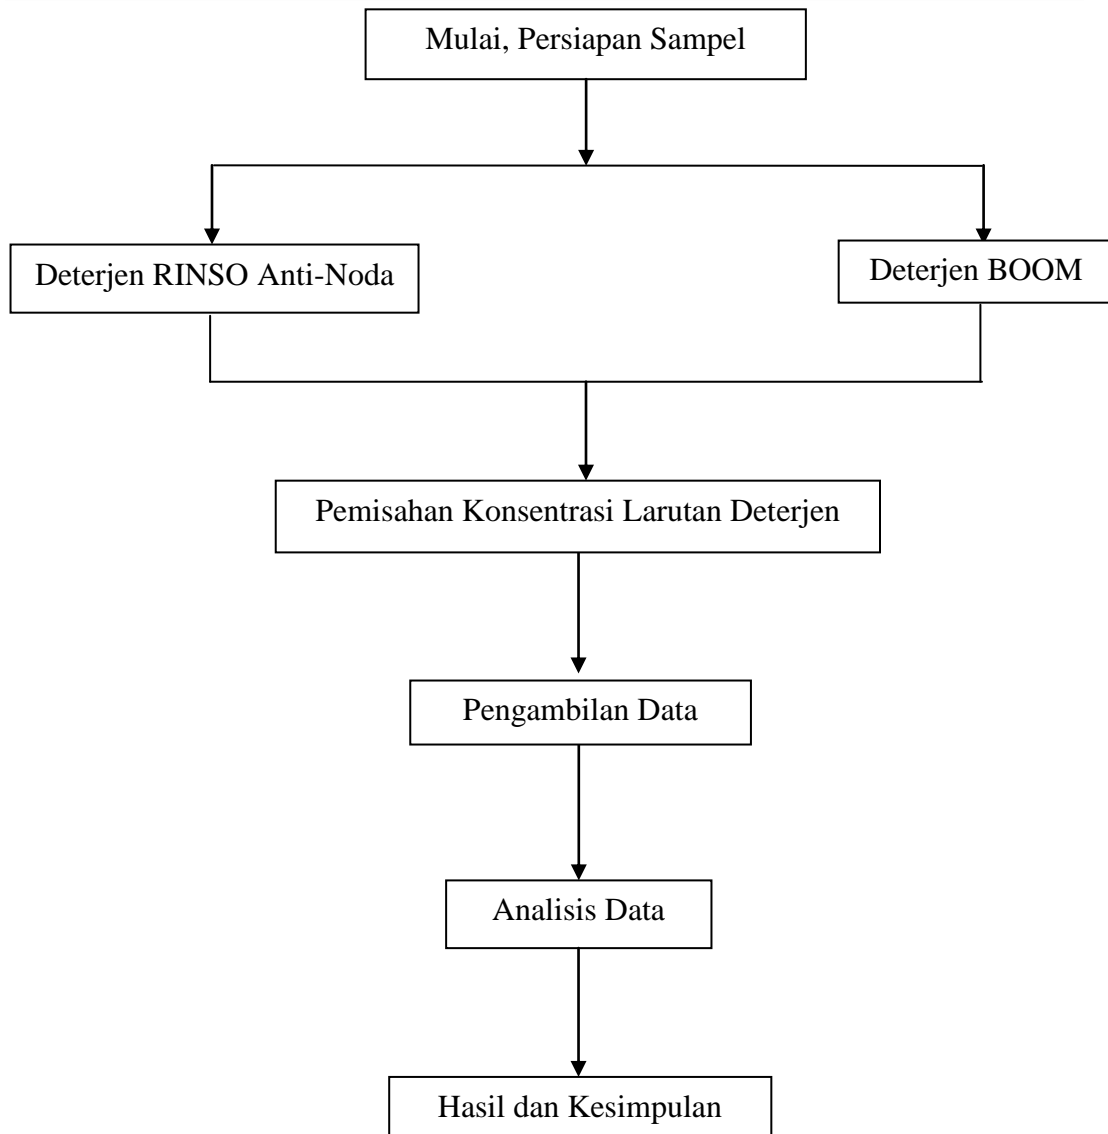 Mulai, Persiapan Sampel
Deterjen RINSO Anti-Noda
Deterjen BOOM
Pemisahan Konsentrasi Larutan Deterjen
Pengambilan Data
Analisis Data
Hasil dan Kesimpulan